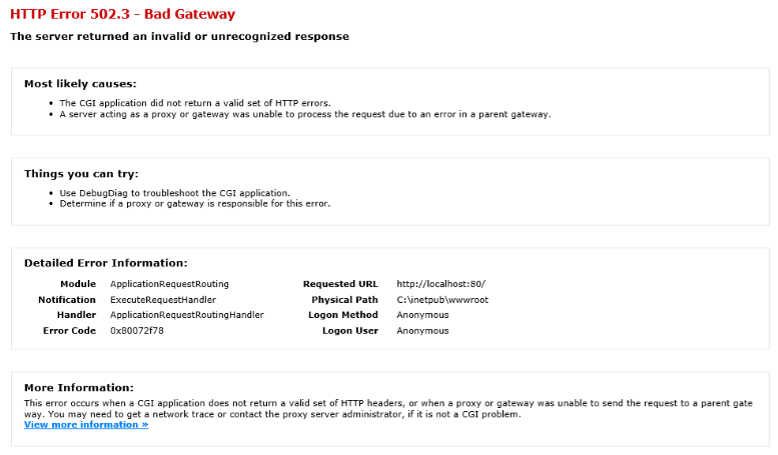 HTTP Error 502.3 - Bad Gateway
The server returned an invalid or unrecognized response
Most likely causes:
• The CGI application did not return a valid set of HTTP errors.
• A server acting as a proxy or gateway was unable to process the request due to an error in a parent gateway.
Things you can try:
• Use DebugDiag to troubleshoot the CGI application.
• Determine if a proxy or gateway is responsible for this error.
Detailed Error Information:
Module ApplicationRequestRouting Requested URL http://localhost:80/
Notification ExecuteRequestHandler Physical Path C:\inetpub\wwwroot
Handler ApplicationRequestRoutingHandler Logon Method Anonymous
Error Code 0x80072f78 Logon User Anonymous
More Information:
This error occurs when a CGI application does not return a valid set of HTTP headers, or when a proxy or gateway was unable to send the request to a parent gate
way. You may need to get a network trace or contact the proxy server administrator, if it is not a CGI problem.
View more information »